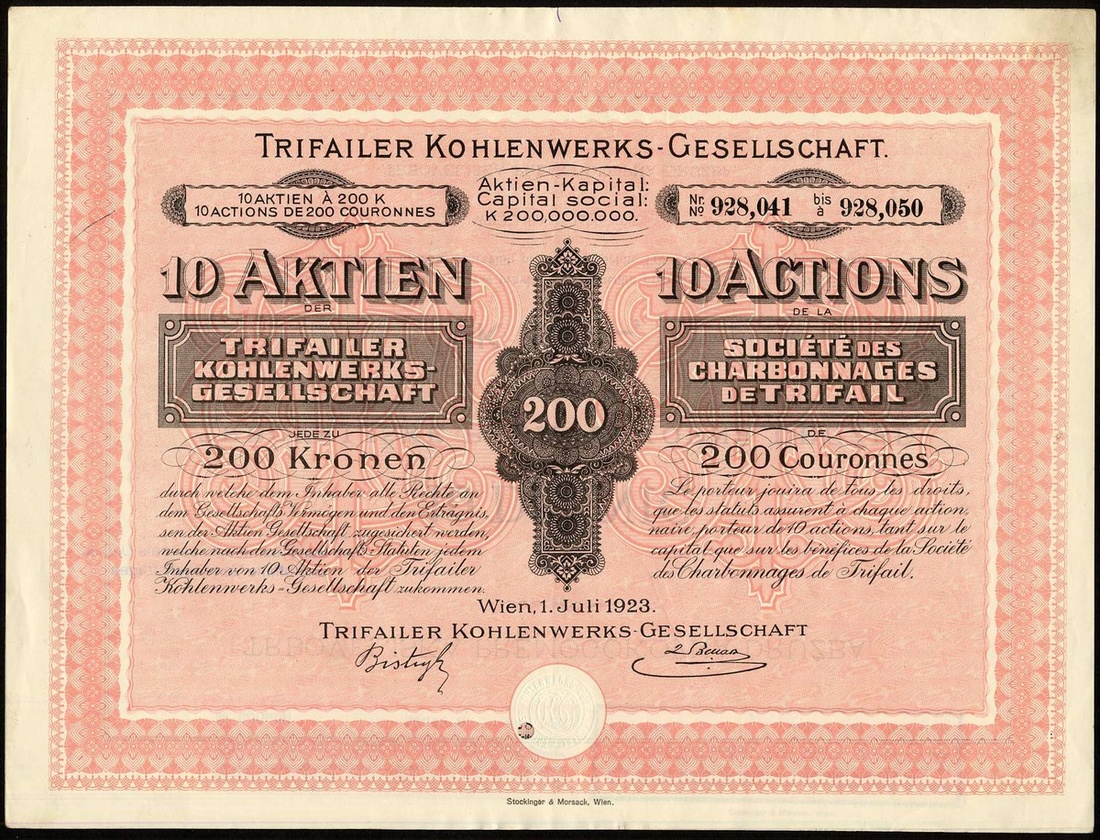 TRIFAILER KOHLENWERKS-GESELLSCHAFT.
10 AKTIEN À 200 K
10 ACTIONS DE 200 COURONNES
Aktien-Kapital:
Capital social:
K 200,000.000.
Nr. 928,041 bis 928,050
No à
10 AKTIEN
DER
TRIFAILER
KOHLENWERKS-
GESELLSCHAFT
JEDE ZU
200 Kronen
durch welche dem Inhaber alle Rechte an
dem Gesellschafts Vermögen und den Erträgnis,
sen der Aktien Gesellschaft zugesichert werden,
welche nach den Gesellschafts Statuten jedem
Inhaber von 10 Aktien der Trifailer
Kohlenwerks-Gesellschaft zukommen.
200
10 ACTIONS
DE LA
SOCIÉTÉ DES
CHARBONNAGES
DE TRIFAIL
DE
200 Couronnes
Le porteur jouira de tous les droits,
que les statuts assurent à chaque action,
naire, porteur de 10 actions, tant sur le
capital que sur les bénéfices de la Société
des Charbonnages de Trifail.
Wien, 1. Juli 1923.
TRIFAILER KOHLENWERKS-GESELLSCHAFT
Stockinger & Morsack, Wien.